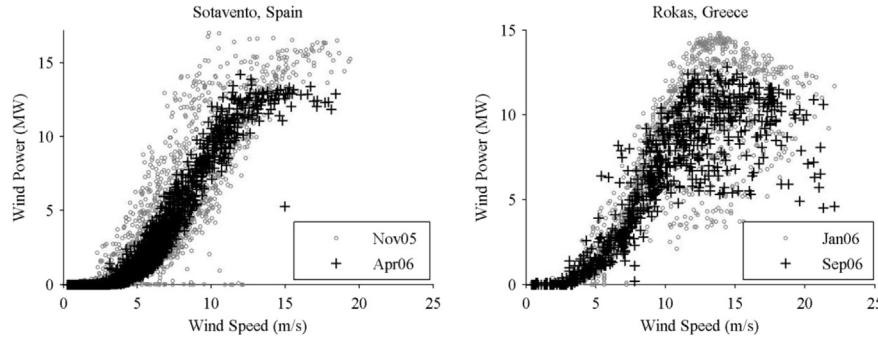 Sotavento, Spain
Wind Power (MW)
15
10
5
0
0 5 10 15 20 25
Wind Speed (m/s)
Nov05
Apr06
Rokas, Greece
Wind Power (MW)
15
10
5
0
5 10 15 20 25
Wind Speed (m/s)
Jan06
Sep06